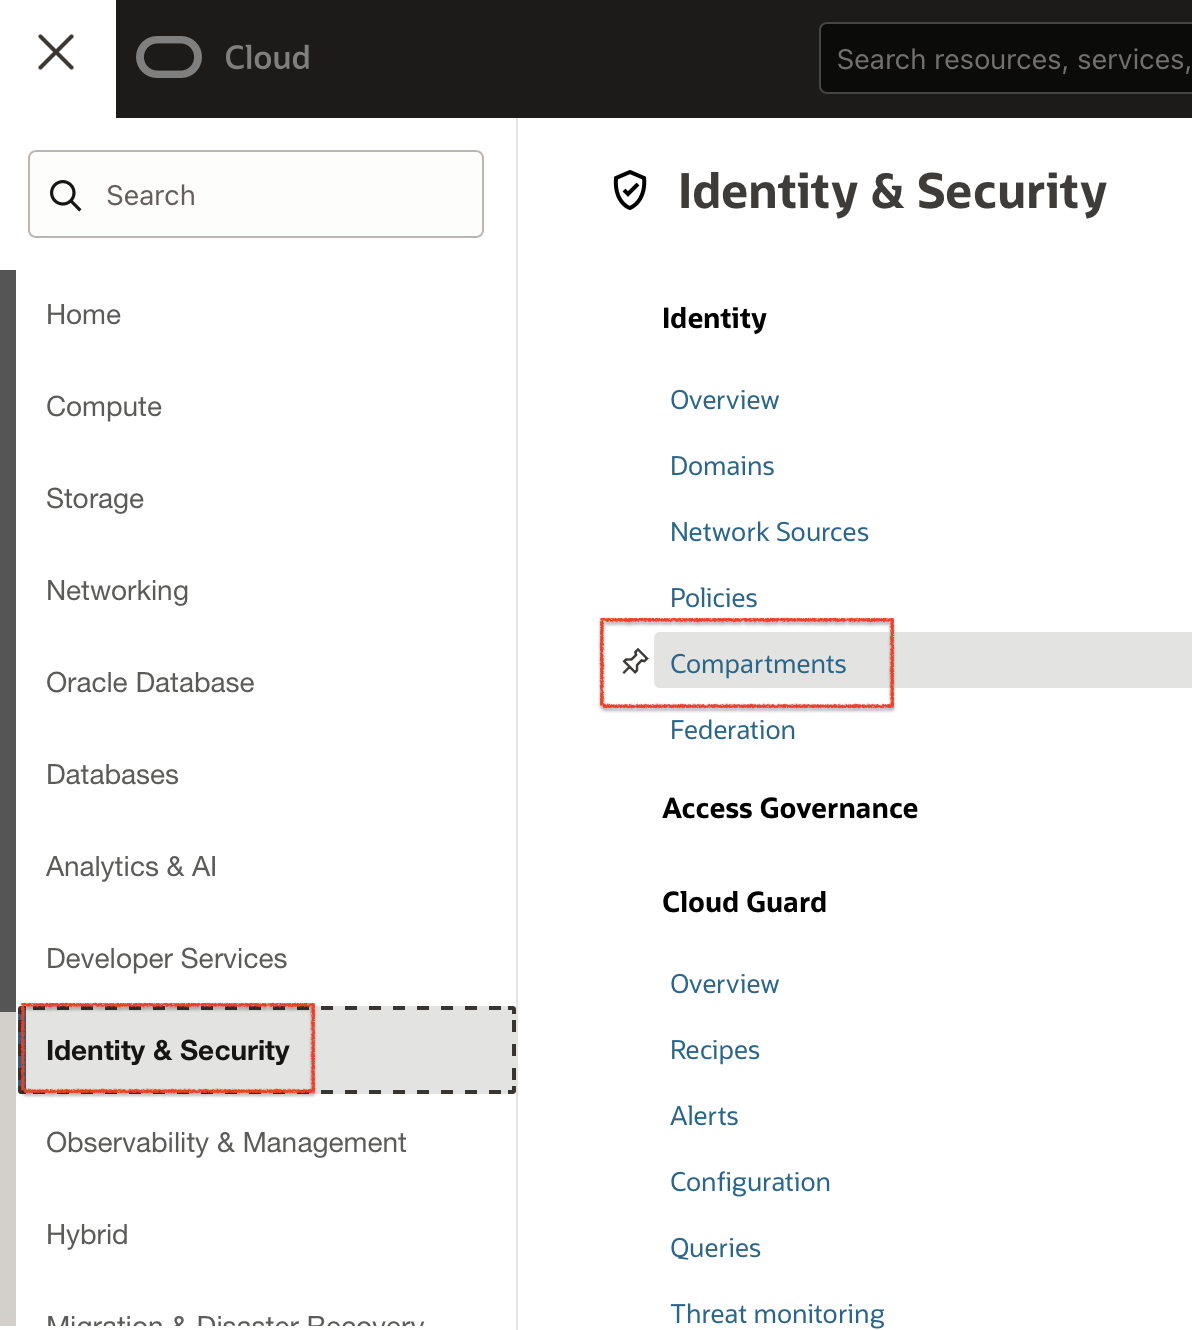 Cloud
Search resources, services,
Search
Home
Compute
Storage
Networking
Oracle Database
Databases
Analytics & AI
Developer Services
Identity & Security
Observability & Management
Hybrid
Migration & Disaster Recovery
Identity & Security
Identity
Overview
Domains
Network Sources
Policies
Compartments
Federation
Access Governance
Cloud Guard
Overview
Recipes
Alerts
Configuration
Queries
Threat monitoring